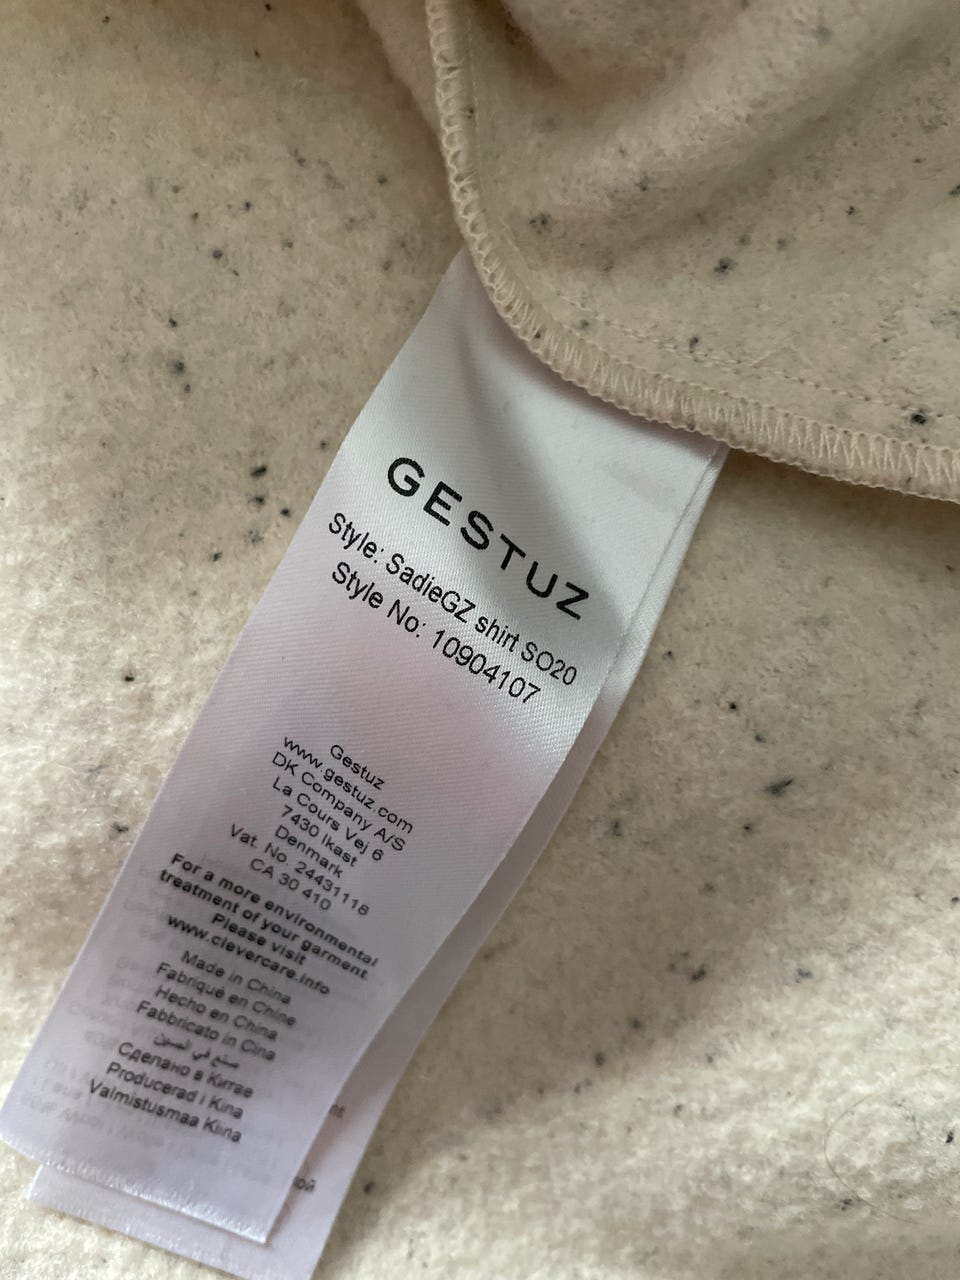 GESTUZ
Style: SadieGZ shirt SO20
Style No: 10904107
Gestuz
www.gestuz.com
DK Company A/S
La Cours Vej 6
7430 Ikast
Denmark
Vat. No. 24431118
CA 30 410
For a more environmental
treatment of your garment.
Please visit
www.clevercare.info
Made in China
Fabriqué en Chine
Hecho en China
Fabbricato in Cina
صنع في الصين
Сделано в Китае
Producerad i Kina
Valmistusmaa Kiina